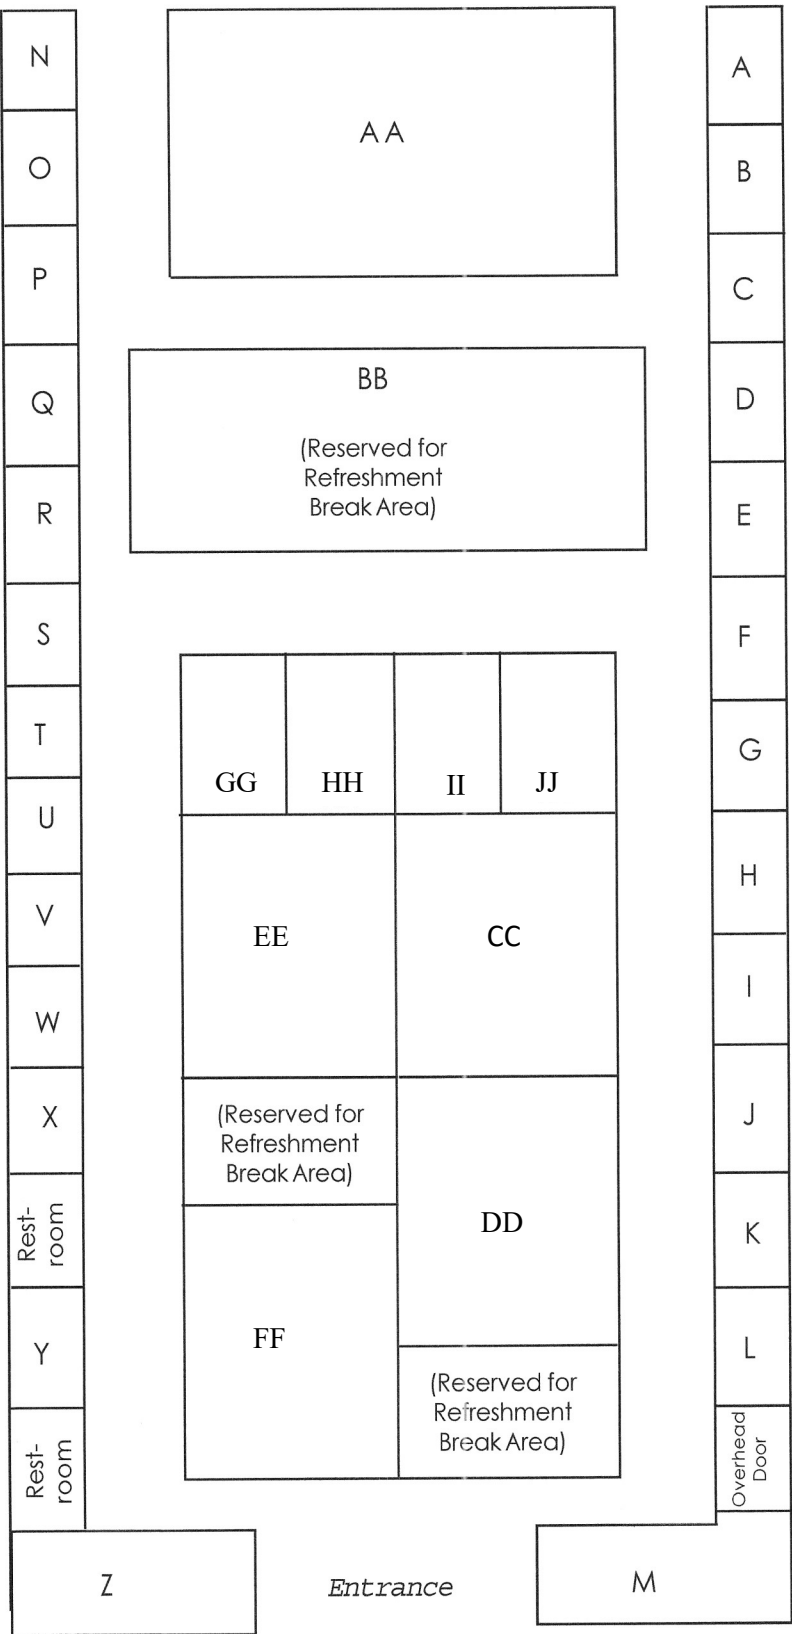 N
O
P
Q
R
S
T
U
V
W
X
Rest-
room
Y
Rest-
room
Z
AA
BB
(Reserved for
Refreshment
Break Area)
GG
HH
II
JJ
EE
CC
(Reserved for
Refreshment
Break Area)
DD
FF
(Reserved for
Refreshment
Break Area)
Entrance
A
B
C
D
E
F
G
H
I
J
K
L
Overhead
Door
M